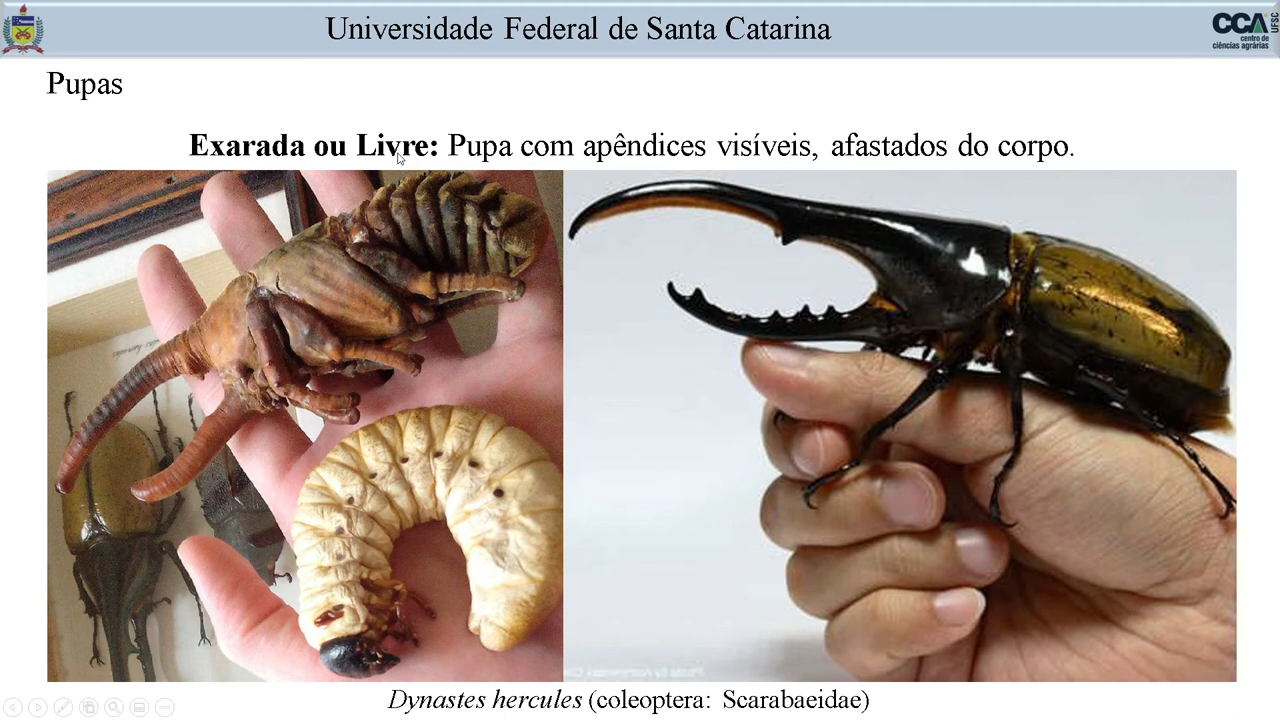 Universidade Federal de Santa Catarina
CCA
UFSC
centro de
ciências agrárias
Pupas
Exarada ou Livre: Pupa com apêndices visíveis, afastados do corpo.
Dynastes hercules (coleoptera: Scarabaeidae)